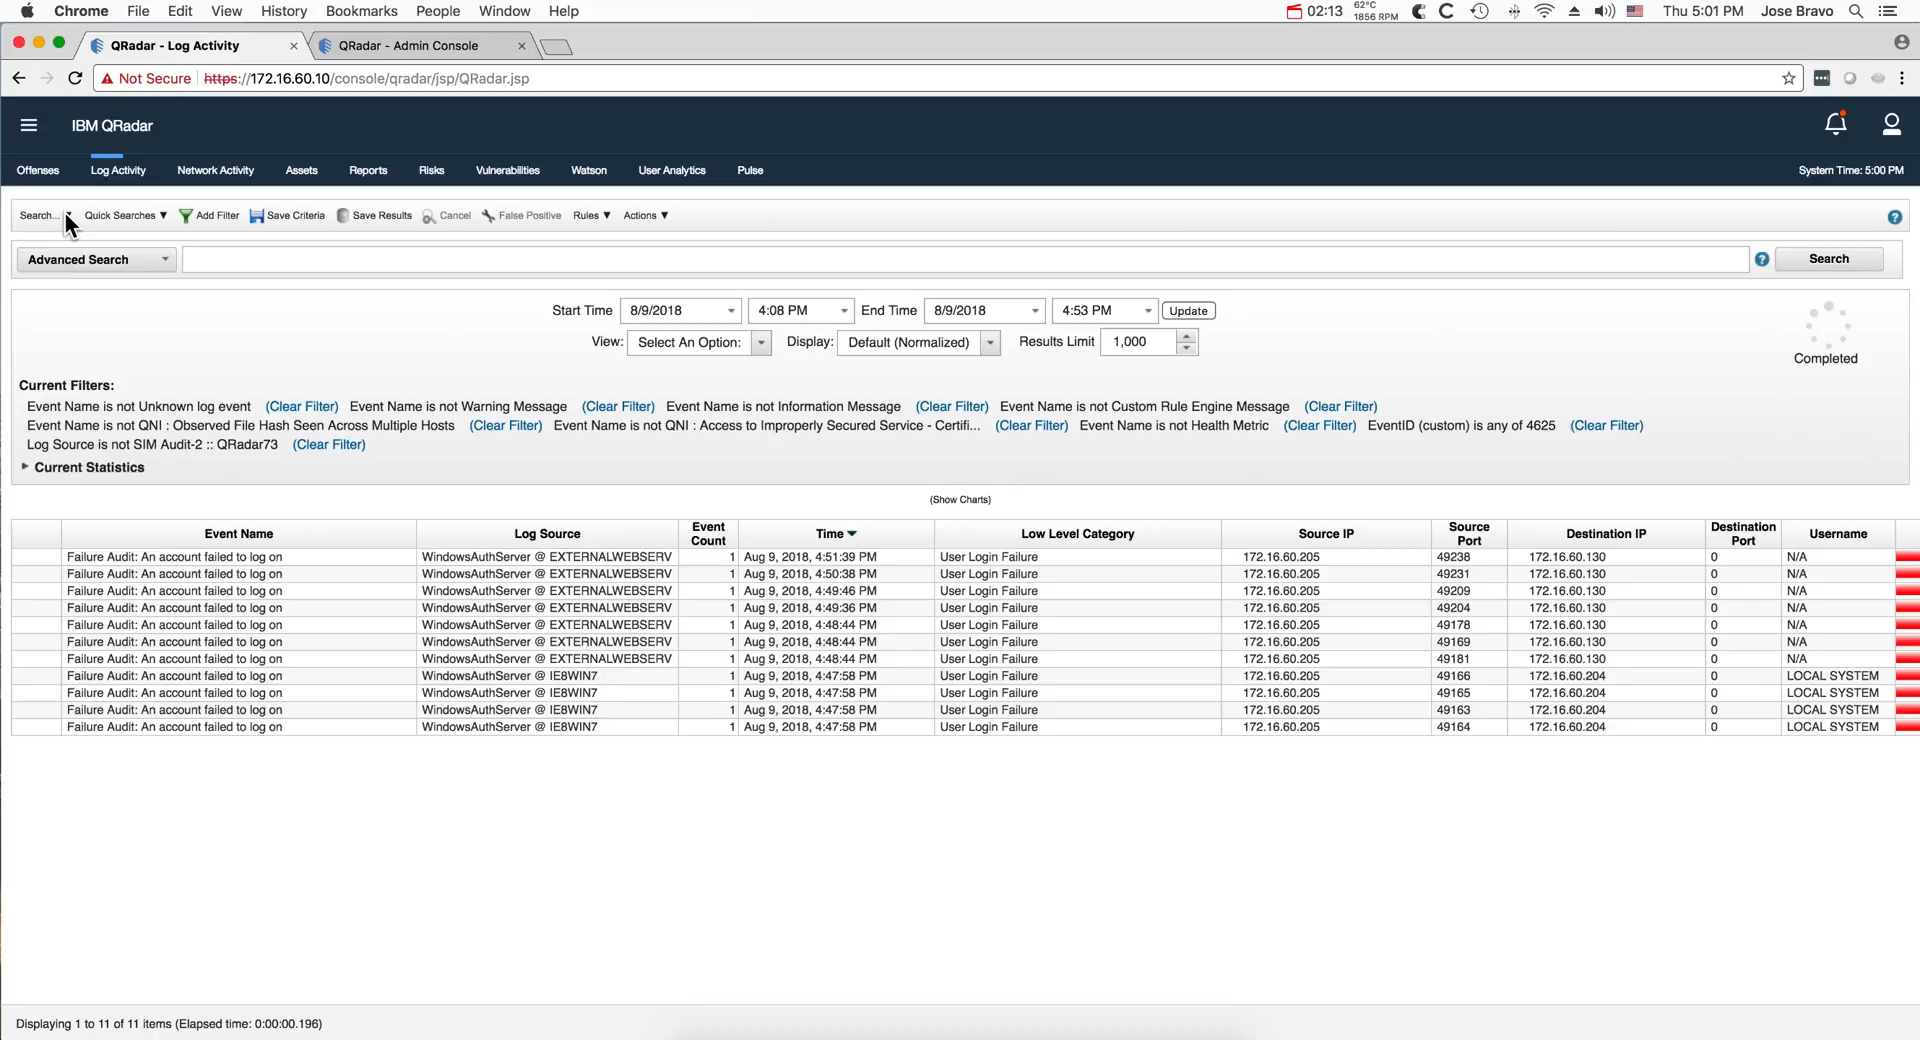 Chrome File Edit View History Bookmarks People Window Help 02:13 62°C 1856 RPM Thu 5:01 PM Jose Bravo
QRadar - Log Activity QRadar - Admin Console
Not Secure https://172.16.60.10/console/qradar/jsp/QRadar.jsp
IBM QRadar
Offenses Log Activity Network Activity Assets Reports Risks Vulnerabilities Watson User Analytics Pulse System Time: 5:00 PM
Search... Quick Searches ▼ Add Filter Save Criteria Save Results Cancel False Positive Rules ▼ Actions ▼ ?
Advanced Search ? Search
Start Time 8/9/2018 4:08 PM End Time 8/9/2018 4:53 PM Update
View: Select An Option: Display: Default (Normalized) Results Limit 1,000
Completed
Current Filters:
Event Name is not Unknown log event (Clear Filter) Event Name is not Warning Message (Clear Filter) Event Name is not Information Message (Clear Filter) Event Name is not Custom Rule Engine Message (Clear Filter)
Event Name is not QNI : Observed File Hash Seen Across Multiple Hosts (Clear Filter) Event Name is not QNI : Access to Improperly Secured Service - Certifi... (Clear Filter) Event Name is not Health Metric (Clear Filter) EventID (custom) is any of 4625 (Clear Filter)
Log Source is not SIM Audit-2 :: QRadar73 (Clear Filter)
Current Statistics
(Show Charts)
Event Name Log Source Event Count Time ▼ Low Level Category Source IP Source Port Destination IP Destination Port Username
Failure Audit: An account failed to log on WindowsAuthServer @ EXTERNALWEBSERV 1 Aug 9, 2018, 4:51:39 PM User Login Failure 172.16.60.205 49238 172.16.60.130 0 N/A
Failure Audit: An account failed to log on WindowsAuthServer @ EXTERNALWEBSERV 1 Aug 9, 2018, 4:50:38 PM User Login Failure 172.16.60.205 49231 172.16.60.130 0 N/A
Failure Audit: An account failed to log on WindowsAuthServer @ EXTERNALWEBSERV 1 Aug 9, 2018, 4:49:46 PM User Login Failure 172.16.60.205 49209 172.16.60.130 0 N/A
Failure Audit: An account failed to log on WindowsAuthServer @ EXTERNALWEBSERV 1 Aug 9, 2018, 4:49:36 PM User Login Failure 172.16.60.205 49204 172.16.60.130 0 N/A
Failure Audit: An account failed to log on WindowsAuthServer @ EXTERNALWEBSERV 1 Aug 9, 2018, 4:48:44 PM User Login Failure 172.16.60.205 49178 172.16.60.130 0 N/A
Failure Audit: An account failed to log on WindowsAuthServer @ EXTERNALWEBSERV 1 Aug 9, 2018, 4:48:44 PM User Login Failure 172.16.60.205 49169 172.16.60.130 0 N/A
Failure Audit: An account failed to log on WindowsAuthServer @ EXTERNALWEBSERV 1 Aug 9, 2018, 4:48:44 PM User Login Failure 172.16.60.205 49181 172.16.60.130 0 N/A
Failure Audit: An account failed to log on WindowsAuthServer @ IE8WIN7 1 Aug 9, 2018, 4:47:58 PM User Login Failure 172.16.60.205 49166 172.16.60.204 0 LOCAL SYSTEM
Failure Audit: An account failed to log on WindowsAuthServer @ IE8WIN7 1 Aug 9, 2018, 4:47:58 PM User Login Failure 172.16.60.205 49165 172.16.60.204 0 LOCAL SYSTEM
Failure Audit: An account failed to log on WindowsAuthServer @ IE8WIN7 1 Aug 9, 2018, 4:47:58 PM User Login Failure 172.16.60.205 49163 172.16.60.204 0 LOCAL SYSTEM
Failure Audit: An account failed to log on WindowsAuthServer @ IE8WIN7 1 Aug 9, 2018, 4:47:58 PM User Login Failure 172.16.60.205 49164 172.16.60.204 0 LOCAL SYSTEM
Displaying 1 to 11 of 11 items (Elapsed time: 0:00:00.196)